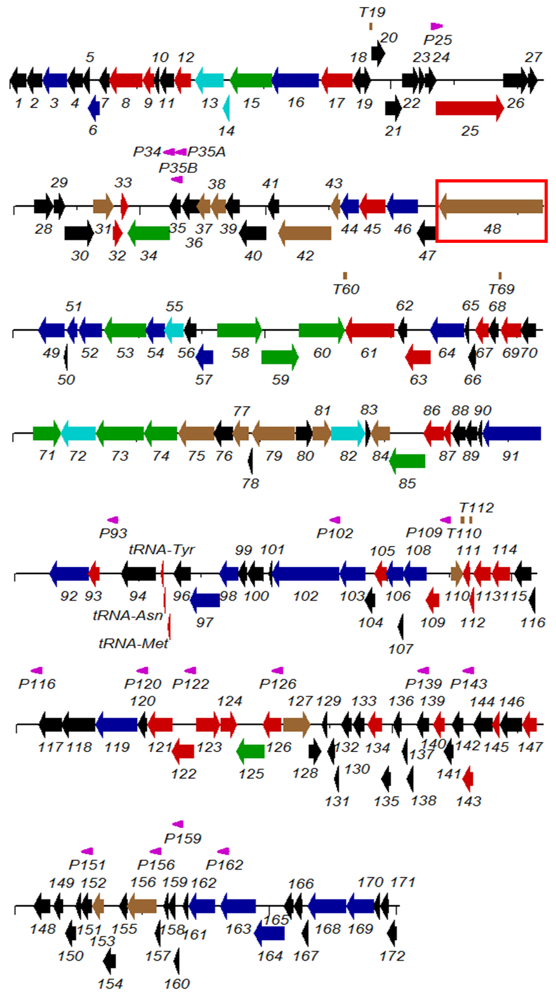 T19
20
P25
5 10 12 18 23 24 27
1 2 3 4 7 8 9 11 13 15 16 17 19 22 26
6 14 21 25
P34 P35A
P35B
29 33 38 41 43
28 31 35 37 39 44 45 46 48
36
30 32 34 40 42 47
T60 T69
51 55 62 65 68
49 52 53 54 56 58 60 61 64 67 69 70
50 57 59 63 66
77 81 83 86 88 90
71 72 73 74 75 76 79 80 82 84 87 89 91
78 85
T112
P93 P102 P109 T110
tRNA-Tyr 99 101 105 108 111 114
92 93 94 96 98 100 102 103 106 110 113 115
tRNA-Asn 97 104 109 112 116
tRNA-Met 107
P116 P120 P122 P126 P139 P143
120 124 127 129 133 136 139 144 146
117 118 119 121 123 126 132 134 137 140 142 145 147
122 125 128 130 141
131 135 138 143
P159
P151 P156 P162
149 152 156 159 162 166 170 171
148 151 155 158 161 163 165 168 169
153
150 157 164 167 172
154 160